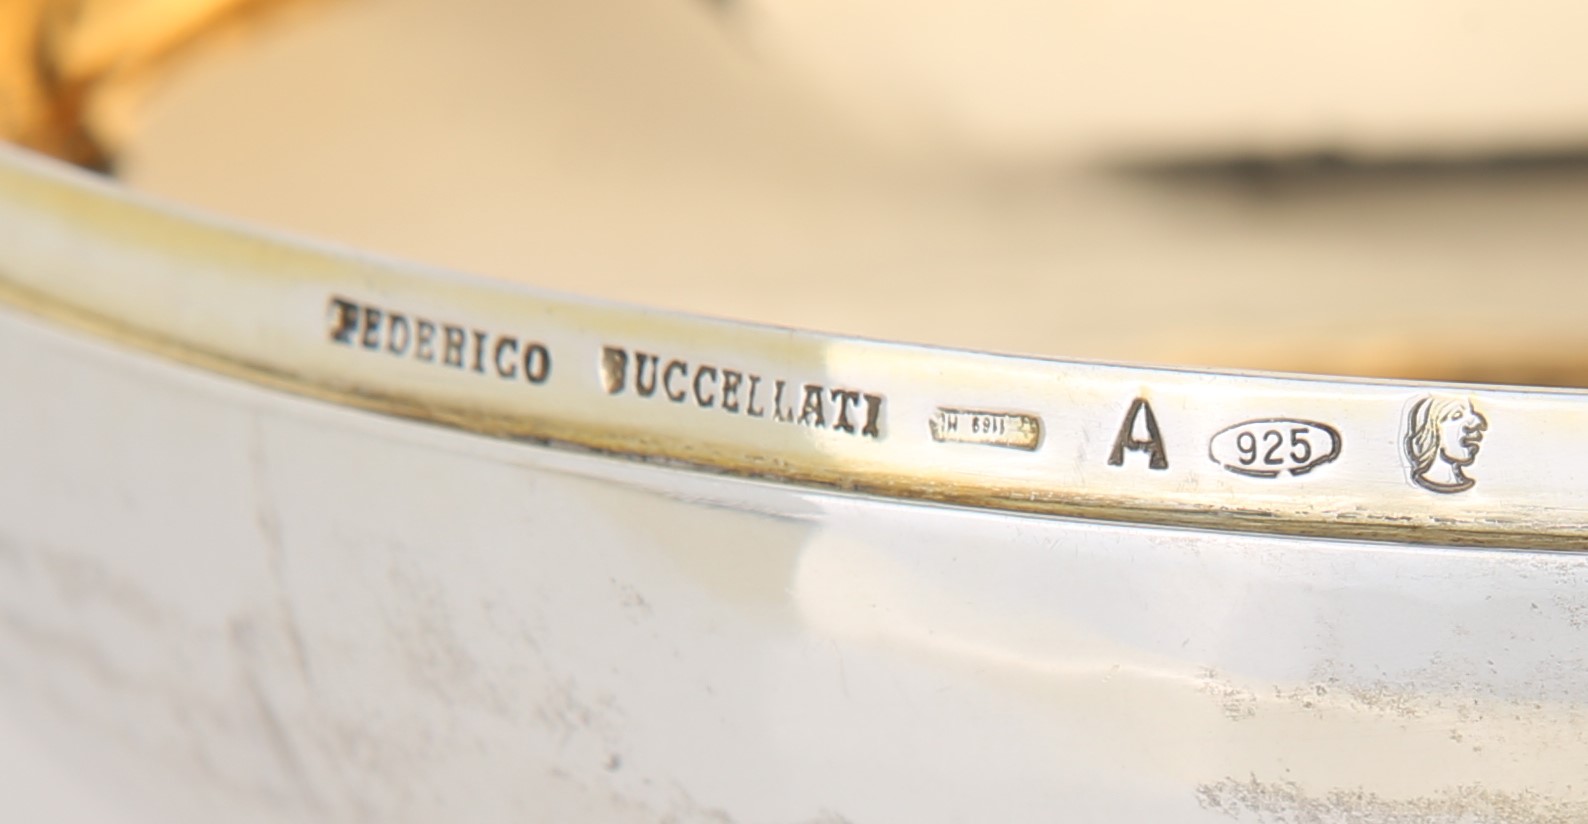 FEDERICO BUCCELLATI A 925